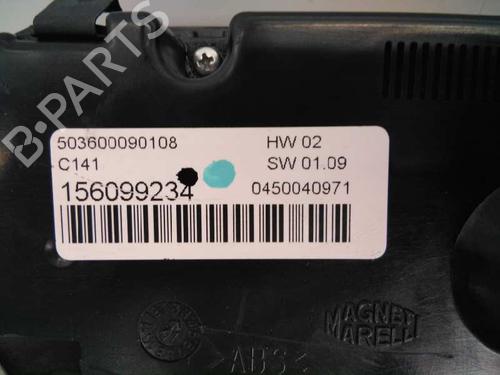 B-PARTS
503600090108
HW 02
C141
SW 01.09
156099234
0450040971
MAGNETI
MARELLI
>ABS<